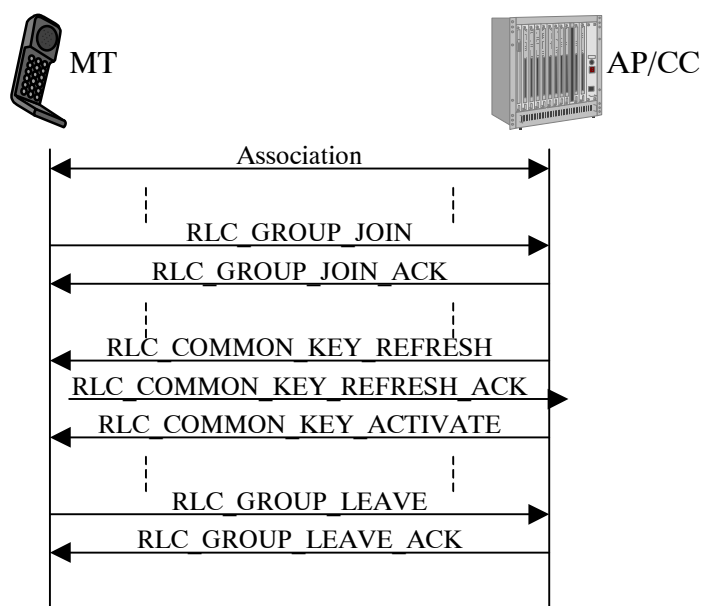 MT
AP/CC
Association
RLC_GROUP_JOIN
RLC_GROUP_JOIN_ACK
RLC_COMMON_KEY_REFRESH
RLC_COMMON_KEY_REFRESH_ACK
RLC_COMMON_KEY_ACTIVATE
RLC_GROUP_LEAVE
RLC_GROUP_LEAVE_ACK